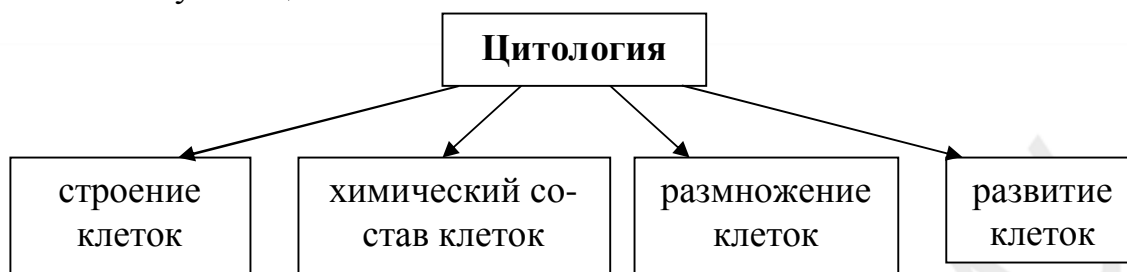 Цитология
строение
клеток
химический со-
став клеток
размножение
клеток
развитие
клеток